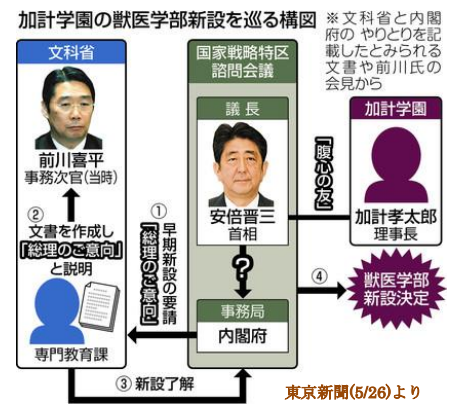 加計学園の獣医学部新設を巡る構図
※文科省と内閣
府の やりとりを記
載したとみられる
文書や前川氏の
会見から
文科省
前川喜平
事務次官(当時)
②
文書を作成し
「総理のご意向」
と説明
専門教育課
①
早期新設の要請
「総理のご意向」
国家戦略特区
諮問会議
議長
安倍晋三
首相
?
事務局
内閣府
「腹心の友」
加計学園
加計孝太郎
理事長
④
獣医学部
新設決定
③新設了解
東京新聞(5/26)より